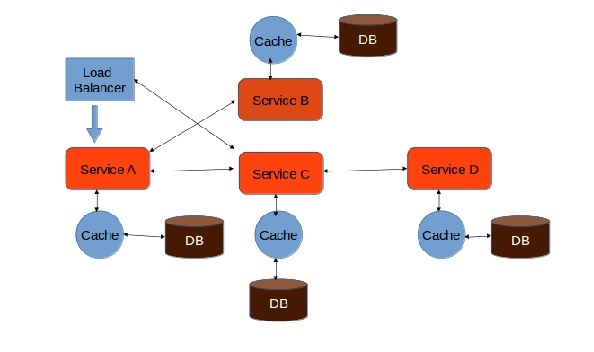 Cache
DB
Load
Balancer
Service B
Service A
Service C
Service D
Cache
DB
Cache
Cache
DB
DB